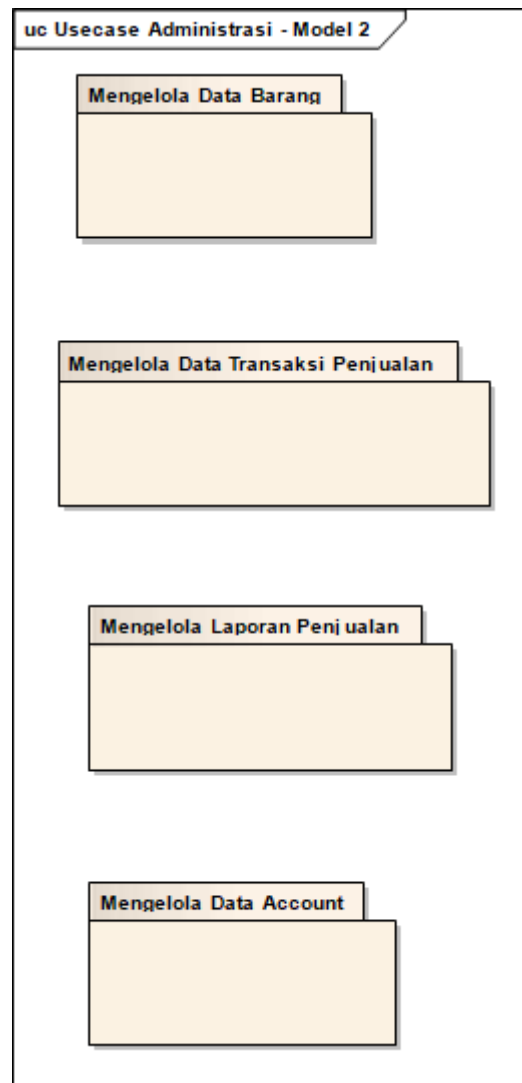 uc Usecase Administrasi - Model 2
Mengelola Data Barang
Mengelola Data Transaksi Penjualan
Mengelola Laporan Penjualan
Mengelola Data Account